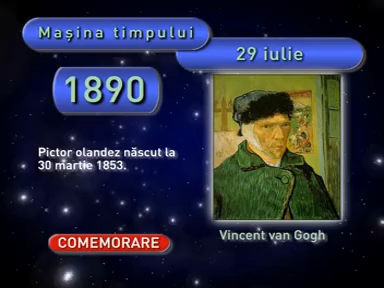 Mașina timpului
29 iulie
1890
Pictor olandez născut la
30 martie 1853.
COMEMORARE
Vincent van Gogh